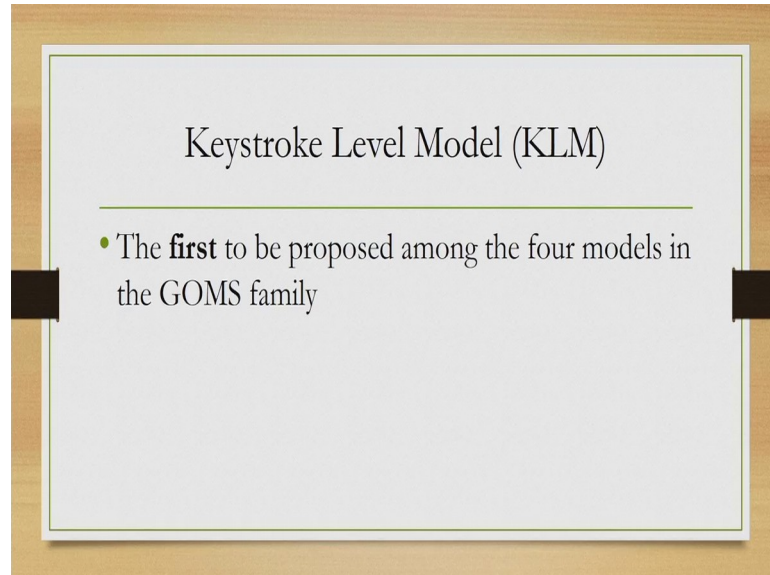 Keystroke Level Model (KLM)
• The first to be proposed among the four models in
the GOMS family